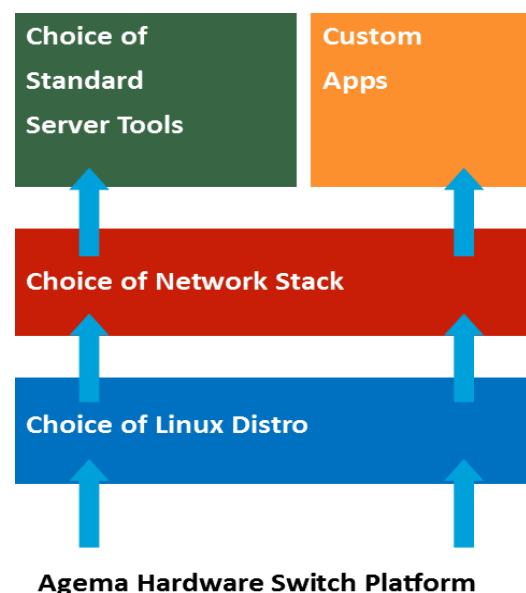 Choice of
Standard
Server Tools
Custom
Apps
Choice of Network Stack
Choice of Linux Distro
Agema Hardware Switch Platform